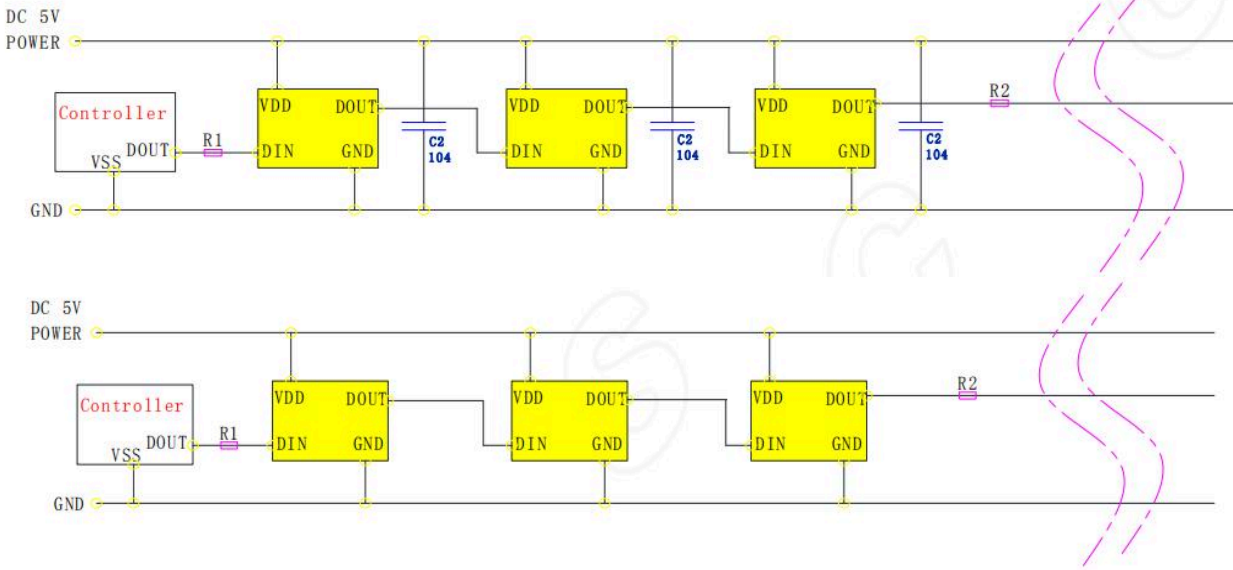 DC 5V
POWER
Controller
DOUT
VSS
R1
VDD
DOUT
DIN
GND
C2
104
VDD
DOUT
DIN
GND
C2
104
VDD
DOUT
DIN
GND
C2
104
R2
GND
DC 5V
POWER
Controller
DOUT
VSS
R1
VDD
DOUT
DIN
GND
VDD
DOUT
DIN
GND
VDD
DOUT
DIN
GND
R2
GND